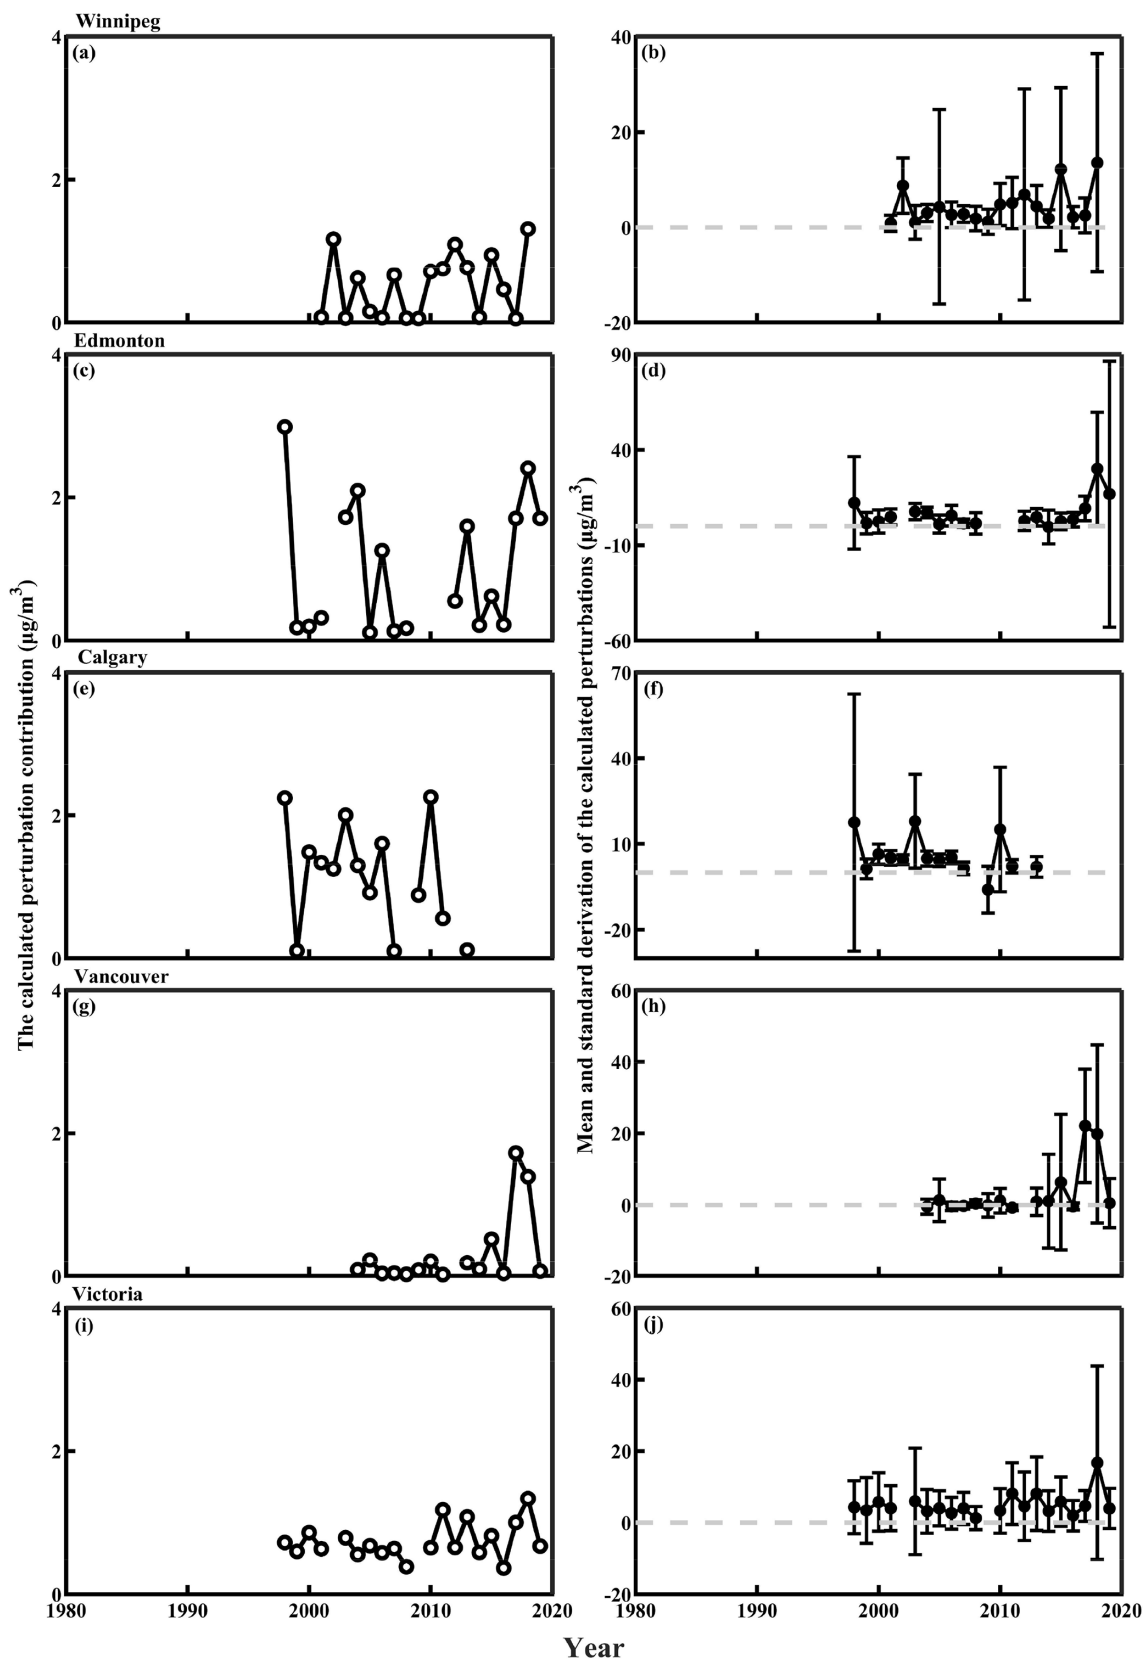 Winnipeg
4 (a)
2
0
40 (b)
20
0
-20
Edmonton
4 (c)
2
0
90 (d)
40
-10
-60
Calgary
4 (e)
2
0
70 (f)
40
10
-20
Vancouver
4 (g)
2
0
60 (h)
40
20
0
-20
Victoria
4 (i)
2
0
60 (j)
40
20
0
-20
1980 1990 2000 2010 2020
1980 1990 2000 2010 2020
The calculated perturbation contribution (µg/m³)
Mean and standard derivation of the calculated perturbations (µg/m³)
Year